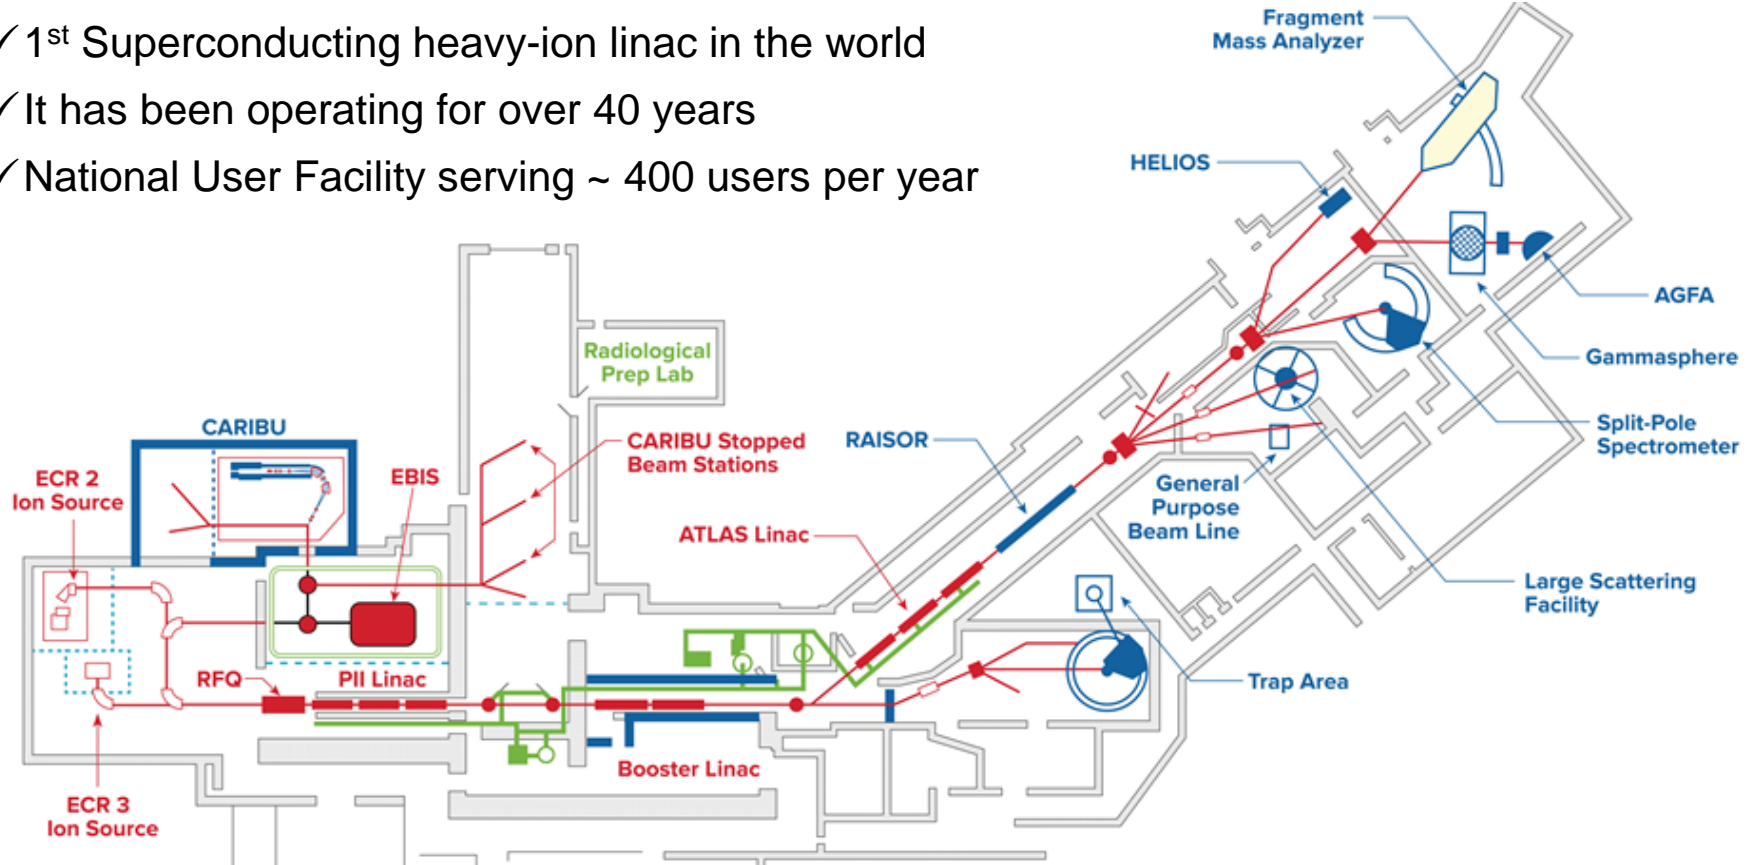 ✓1st Superconducting heavy-ion linac in the world
✓It has been operating for over 40 years
✓National User Facility serving ~ 400 users per year
Fragment
Mass Analyzer
HELIOS
AGFA
Gammasphere
Split-Pole
Spectrometer
Radiological
Prep Lab
CARIBU
ECR 2
Ion Source
EBIS
CARIBU Stopped
Beam Stations
RAISOR
ATLAS Linac
General
Purpose
Beam Line
Large Scattering
Facility
Trap Area
RFQ
PII Linac
Booster Linac
ECR 3
Ion Source